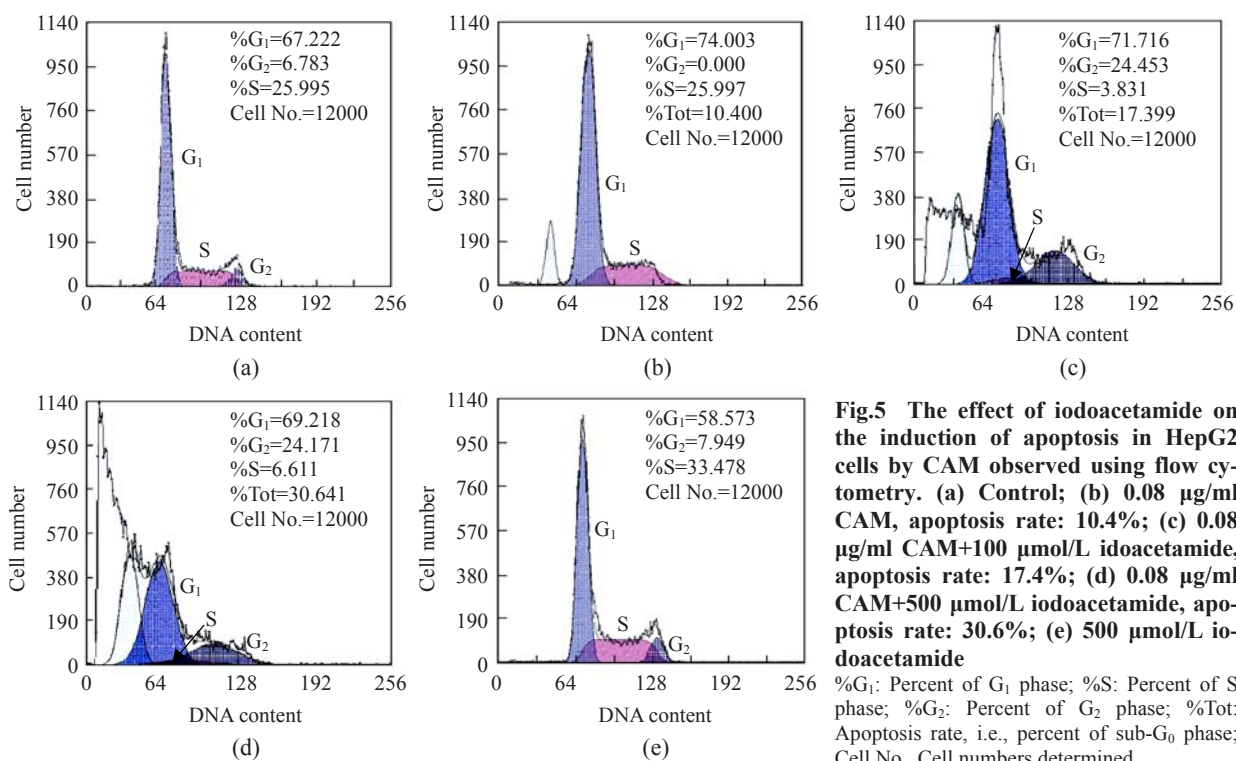 1140
950
760
570
380
190
0
Cell number
%G₁=67.222
%G₂=6.783
%S=25.995
Cell No.=12000
G₁
S
G₂
0 64 128 192 256
DNA content
(a)
1140
950
760
570
380
190
0
Cell number
%G₁=74.003
%G₂=0.000
%S=25.997
%Tot=10.400
Cell No.=12000
G₁
S
0 64 128 192 256
DNA content
(b)
1140
950
760
570
380
190
0
Cell number
%G₁=71.716
%G₂=24.453
%S=3.831
%Tot=17.399
Cell No.=12000
G₁
S
G₂
0 64 128 192 256
DNA content
(c)
1140
950
760
570
380
190
0
Cell number
%G₁=69.218
%G₂=24.171
%S=6.611
%Tot=30.641
Cell No.=12000
G₁
S
G₂
0 64 128 192 256
DNA content
(d)
1140
950
760
570
380
190
0
Cell number
%G₁=58.573
%G₂=7.949
%S=33.478
Cell No.=12000
G₁
S
G₂
0 64 128 192 256
DNA content
(e)
Fig.5 The effect of iodoacetamide on
the induction of apoptosis in HepG2
cells by CAM observed using flow cy-
tometry. (a) Control; (b) 0.08 μg/ml
CAM, apoptosis rate: 10.4%; (c) 0.08
μg/ml CAM+100 μmol/L idoacetamide,
apoptosis rate: 17.4%; (d) 0.08 μg/ml
CAM+500 μmol/L iodoacetamide, apo-
ptosis rate: 30.6%; (e) 500 μmol/L io-
doacetamide
%G₁: Percent of G₁ phase; %S: Percent of S
phase; %G₂: Percent of G₂ phase; %Tot:
Apoptosis rate, i.e., percent of sub-G₀ phase;
Cell No., Cell numbers determined